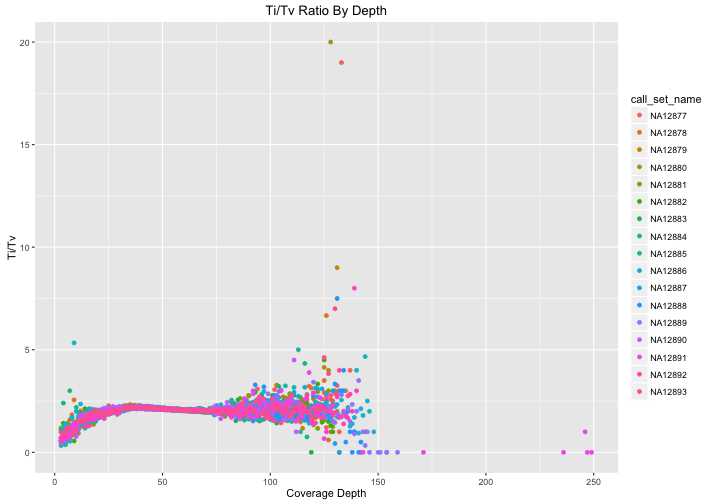 Ti/Tv Ratio By Depth
20
15
10
5
0
Ti/Tv
0 50 100 150 200 250
Coverage Depth
call_set_name
NA12877
NA12878
NA12879
NA12880
NA12881
NA12882
NA12883
NA12884
NA12885
NA12886
NA12887
NA12888
NA12889
NA12890
NA12891
NA12892
NA12893